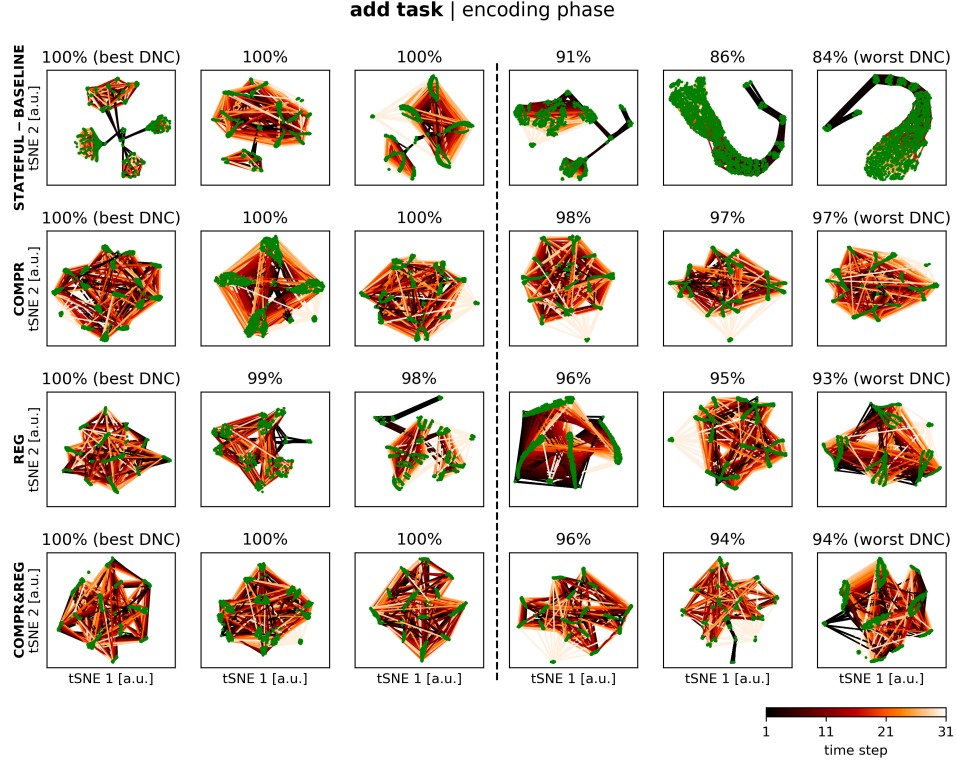 add task | encoding phase
STATEFUL – BASELINE
tSNE 2 [a.u.]
100% (best DNC)
100%
100%
91%
86%
84% (worst DNC)
COMPR
tSNE 2 [a.u.]
100% (best DNC)
100%
100%
98%
97%
97% (worst DNC)
REG
tSNE 2 [a.u.]
100% (best DNC)
99%
98%
96%
95%
93% (worst DNC)
COMPR&REG
tSNE 2 [a.u.]
100% (best DNC)
100%
100%
96%
94%
94% (worst DNC)
tSNE 1 [a.u.]
tSNE 1 [a.u.]
tSNE 1 [a.u.]
tSNE 1 [a.u.]
tSNE 1 [a.u.]
tSNE 1 [a.u.]
1
11
21
31
time step